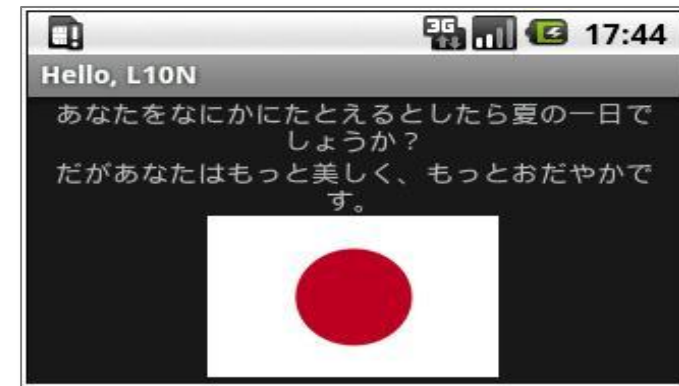 3G 17:44
Hello, L10N
あなたをなにかにたとえるとしたら夏の一日で
しょうか？
だがあなたはもっと美しく、もっとおだやかで
す。